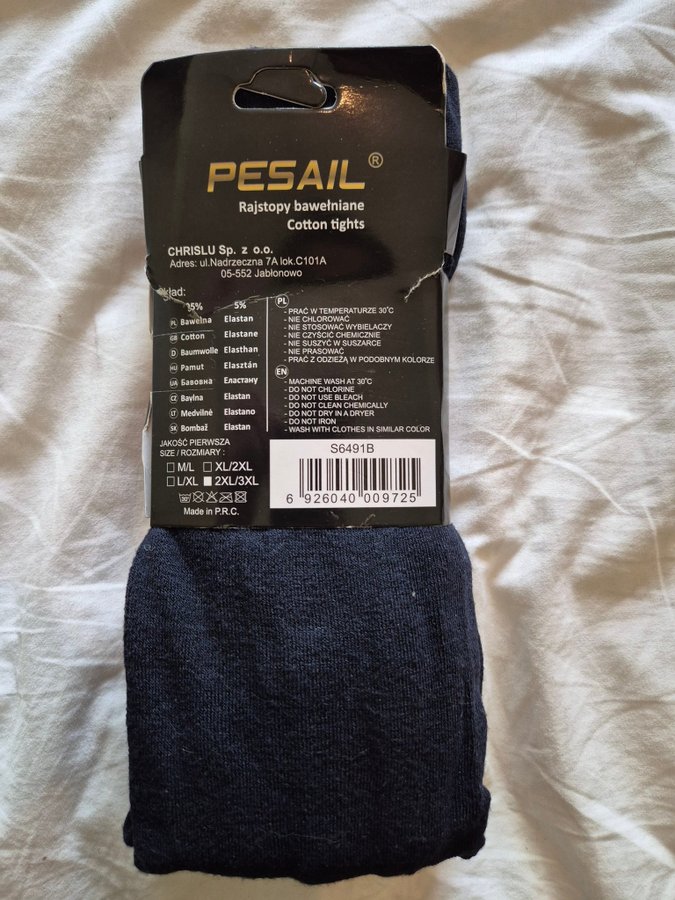 PESAIL®
Rajstopy bawełniane
Cotton tights
CHRISLU Sp. z o.o.
Adres: ul.Nadrzeczna 7A lok.C101A
05-552 Jabłonowo
kład:
95% 5%
PL Bawełna Elastan
GB Cotton Elastane
D Baumwolle Elasthan
HU Pamut Elasztán
UA Бавовна Еластану
CZ Bavlna Elastan
LT Medvilnė Elastano
SK Bombaž Elastan
JAKOŚĆ PIERWSZA
SIZE / ROZMIARY :
M/L XL/2XL
L/XL 2XL/3XL
30°
Made in P.R.C.
PL
- PRAĆ W TEMPERATURZE 30°C
- NIE CHLOROWAĆ
- NIE STOSOWAĆ WYBIELACZY
- NIE CZYŚCIĆ CHEMICZNIE
- NIE SUSZYĆ W SUSZARCE
- NIE PRASOWAĆ
- PRAĆ Z ODZIEŻĄ W PODOBNYM KOLORZE
EN
- MACHINE WASH AT 30°C
- DO NOT CHLORINE
- DO NOT USE BLEACH
- DO NOT CLEAN CHEMICALLY
- DO NOT DRY IN A DRYER
- DO NOT IRON
- WASH WITH CLOTHES IN SIMILAR COLOR
S6491B
6 926040 009725